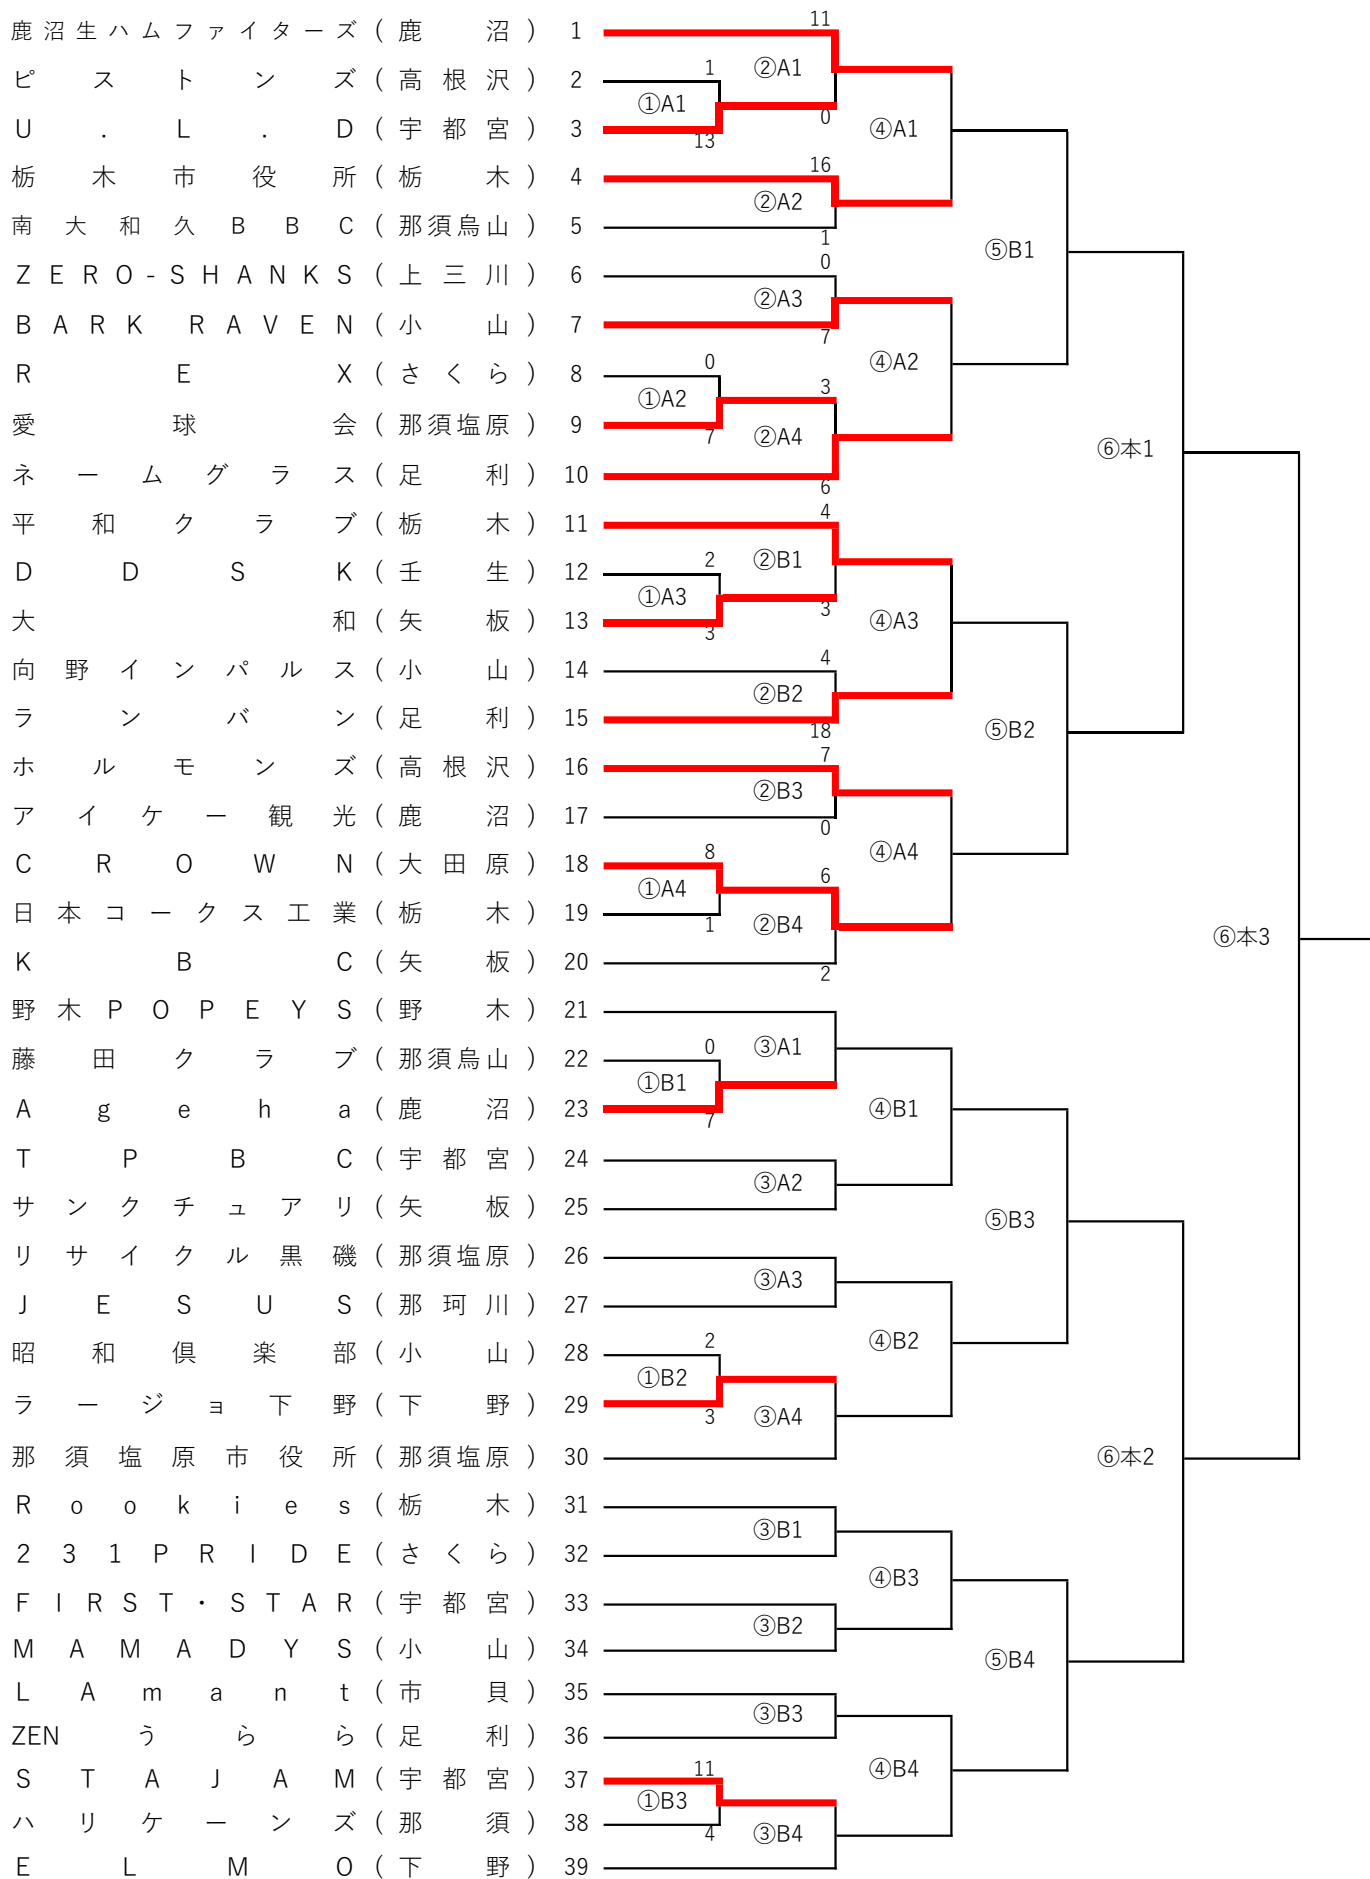 鹿沼生ハムファイターズ(鹿沼) 1 11
②A1
ピストンズ(高根沢) 2 1
①A1
U.L.D(宇都宮) 3 13 0 ④A1
栃木市役所(栃木) 4 16
②A2
南大和久BBC(那須烏山) 5 1
⑤B1
ZERO-SHANKS(上三川) 6 0
②A3
BARK RAVEN(小山) 7 7
④A2
REX(さくら) 8 0 3
①A2
愛球会(那須塩原) 9 7 ②A4
⑥本1
ネームグラス(足利) 10 6
平和クラブ(栃木) 11 4
②B1
DDSK(壬生) 12 2
①A3
大和(矢板) 13 3 3 ④A3
向野インパルス(小山) 14 4
②B2
ランバン(足利) 15 18
⑤B2
ホルモンズ(高根沢) 16 7
②B3
アイケー観光(鹿沼) 17 0
④A4
CROWN(大田原) 18 8 6
①A4
日本コークス工業(栃木) 19 1 ②B4
⑥本3
KBC(矢板) 20 2
野木POPEYS(野木) 21
③A1
藤田クラブ(那須烏山) 22 0
①B1
Ageha(鹿沼) 23 7 ④B1
TPBC(宇都宮) 24
③A2
サンクチュアリ(矢板) 25
⑤B3
リサイクル黒磯(那須塩原) 26
③A3
JESUS(那珂川) 27
④B2
昭和倶楽部(小山) 28 2
①B2
ラージョ下野(下野) 29 3 ③A4
⑥本2
那須塩原市役所(那須塩原) 30
Rookies(栃木) 31
③B1
231PRIDE(さくら) 32
④B3
FIRST・STAR(宇都宮) 33
③B2
MAMADYS(小山) 34
⑤B4
LAmant(市貝) 35
③B3
ZENうらら(足利) 36
④B4
STAJAM(宇都宮) 37 11
①B3
ハリケーンズ(那須) 38 4 ③B4
ELMO(下野) 39